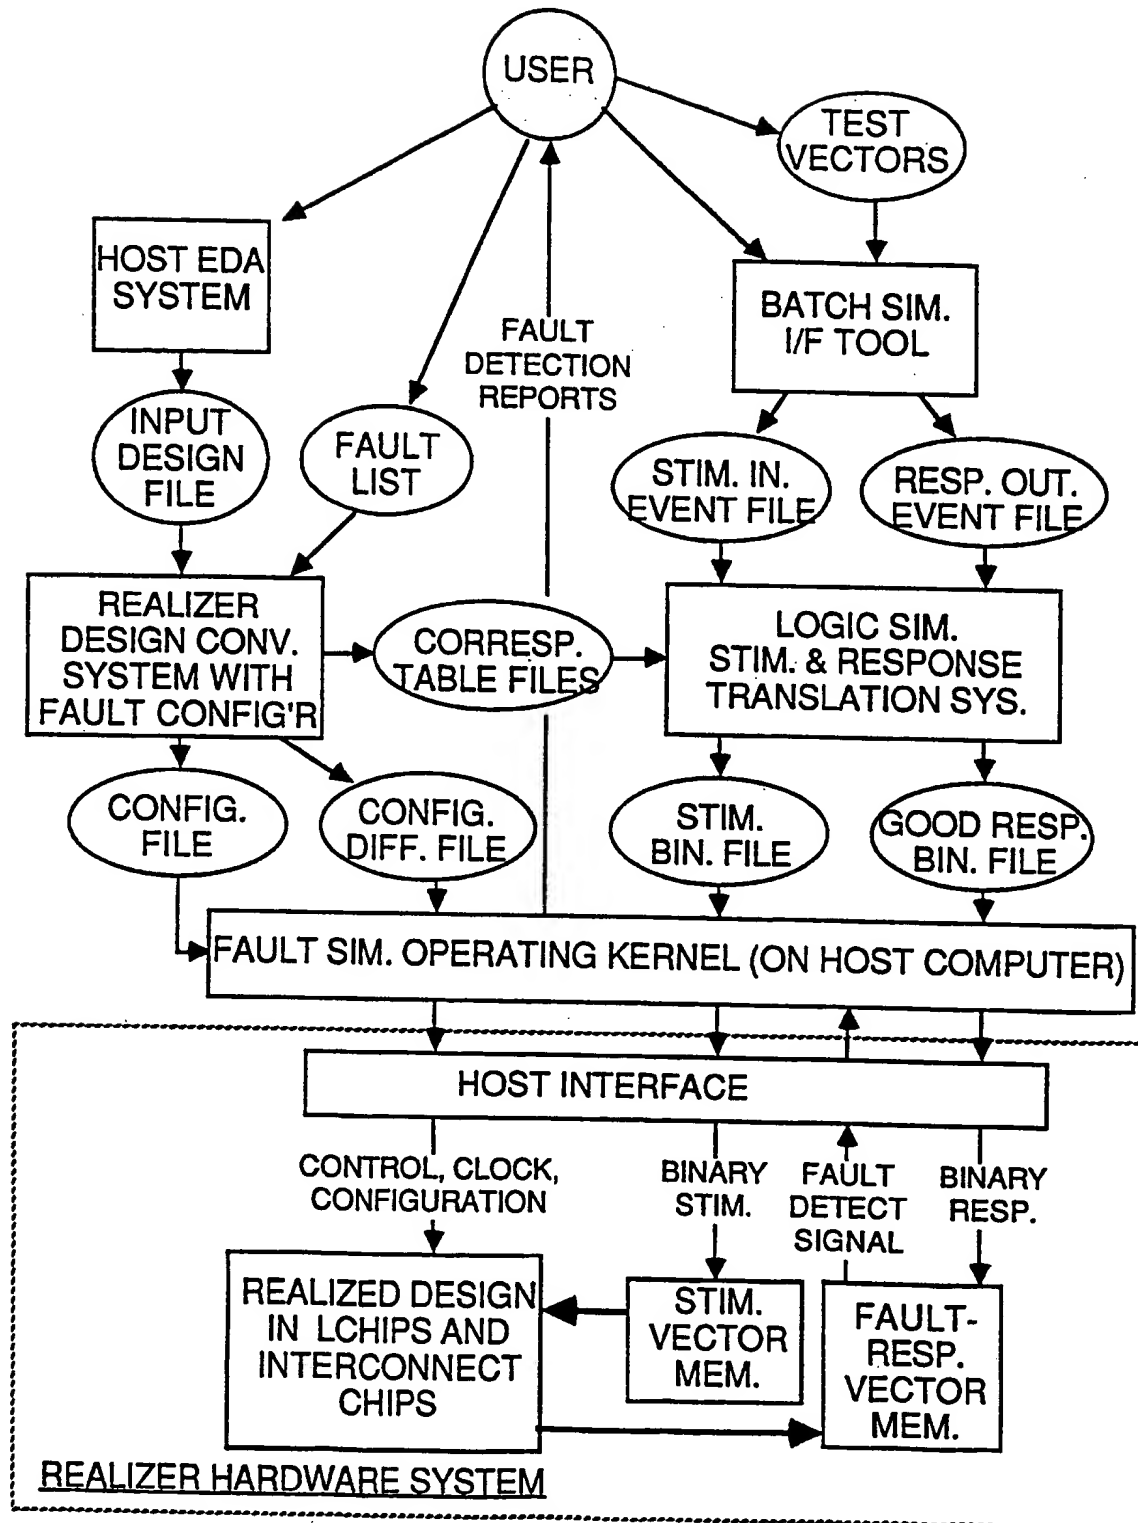 USER
TEST
VECTORS
HOST EDA
SYSTEM
BATCH SIM.
I/F TOOL
FAULT
DETECTION
REPORTS
INPUT
DESIGN
FILE
FAULT
LIST
STIM. IN.
EVENT FILE
RESP. OUT.
EVENT FILE
REALIZER
DESIGN CONV.
SYSTEM WITH
FAULT CONFIG'R
CORRESP.
TABLE FILES
LOGIC SIM.
STIM. & RESPONSE
TRANSLATION SYS.
CONFIG.
FILE
CONFIG.
DIFF. FILE
STIM.
BIN. FILE
GOOD RESP.
BIN. FILE
FAULT SIM. OPERATING KERNEL (ON HOST COMPUTER)
HOST INTERFACE
CONTROL, CLOCK,
CONFIGURATION
BINARY
STIM.
FAULT
DETECT
SIGNAL
BINARY
RESP.
REALIZED DESIGN
IN LCHIPS AND
INTERCONNECT
CHIPS
STIM.
VECTOR
MEM.
FAULT-
RESP.
VECTOR
MEM.
REALIZER HARDWARE SYSTEM